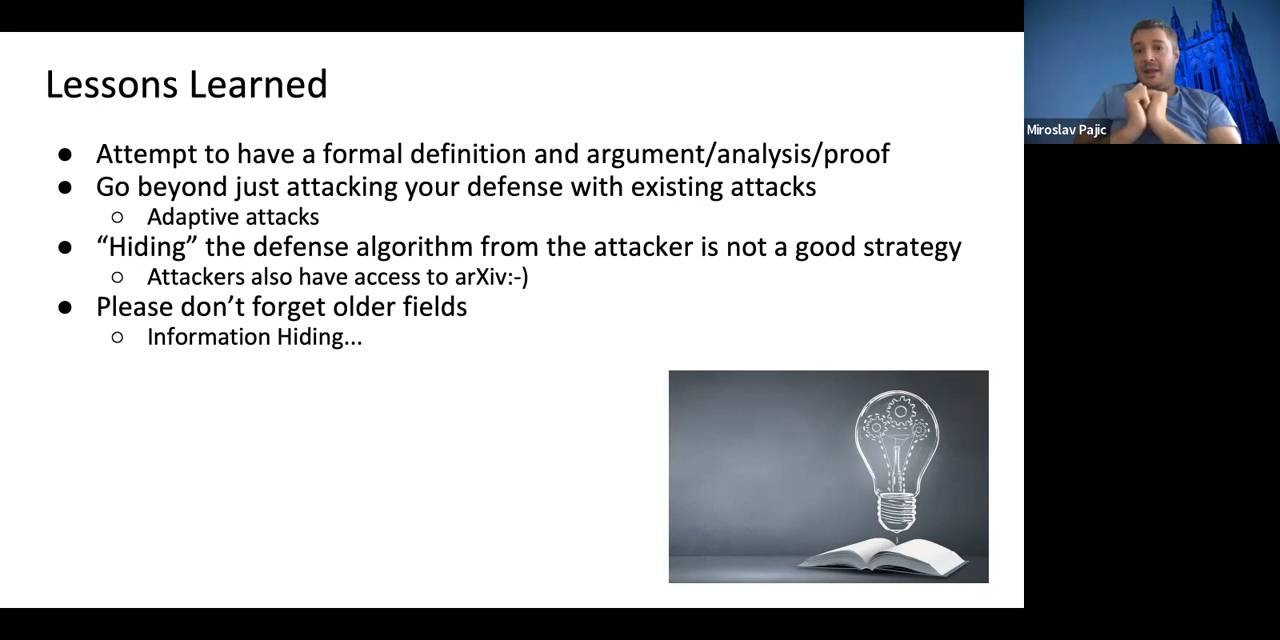 Lessons Learned
● Attempt to have a formal definition and argument/analysis/proof
● Go beyond just attacking your defense with existing attacks
○ Adaptive attacks
● “Hiding” the defense algorithm from the attacker is not a good strategy
○ Attackers also have access to arXiv:-)
● Please don’t forget older fields
○ Information Hiding...
Miroslav Pajic